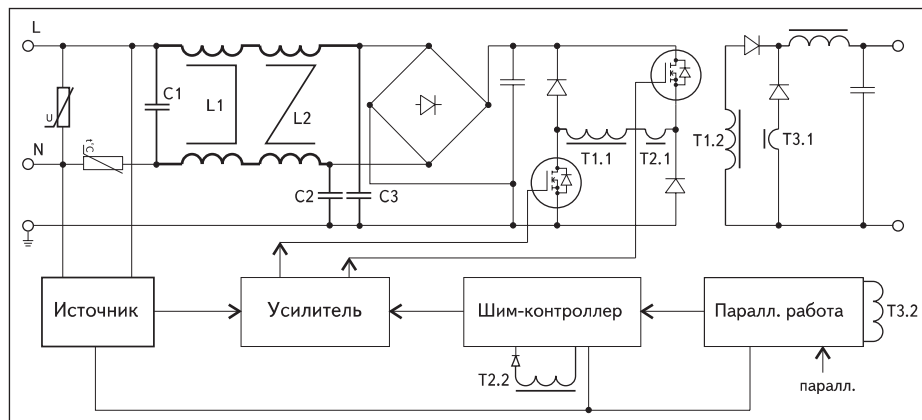 L
U
N
t°C
C1
L1
L2
C2
C3
T1.1
T2.1
T1.2
T3.1
Источник
Усилитель
Шим-контроллер
Паралл. работа
T3.2
T2.2
паралл.